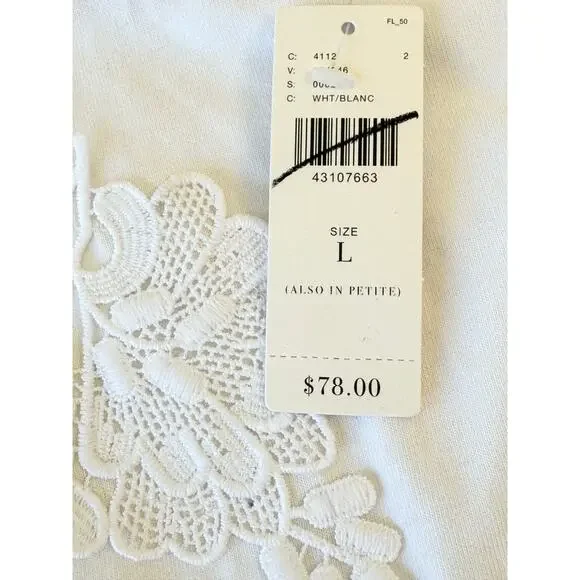 FL_50
C: 4112 2
V:
S:
C: WHT/BLANC
43107663
SIZE
L
(ALSO IN PETITE)
$78.00